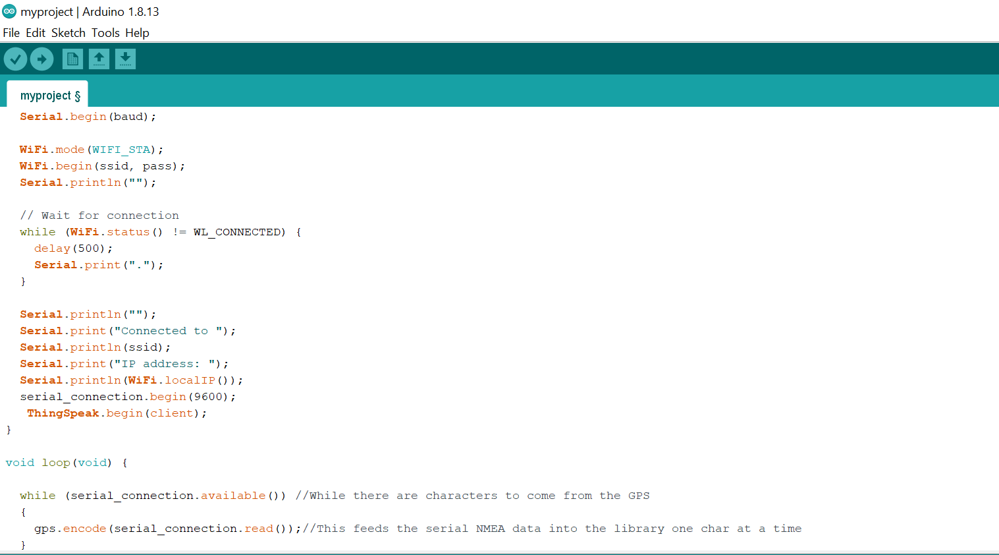 myproject | Arduino 1.8.13
File Edit Sketch Tools Help
myproject §
Serial.begin(baud);
WiFi.mode(WIFI_STA);
WiFi.begin(ssid, pass);
Serial.println("");
// Wait for connection
while (WiFi.status() != WL_CONNECTED) {
delay(500);
Serial.print(".");
}
Serial.println("");
Serial.print("Connected to ");
Serial.println(ssid);
Serial.print("IP address: ");
Serial.println(WiFi.localIP());
serial_connection.begin(9600);
ThingSpeak.begin(client);
}
void loop(void) {
while (serial_connection.available()) //While there are characters to come from the GPS
{
gps.encode(serial_connection.read());//This feeds the serial NMEA data into the library one char at a time
}